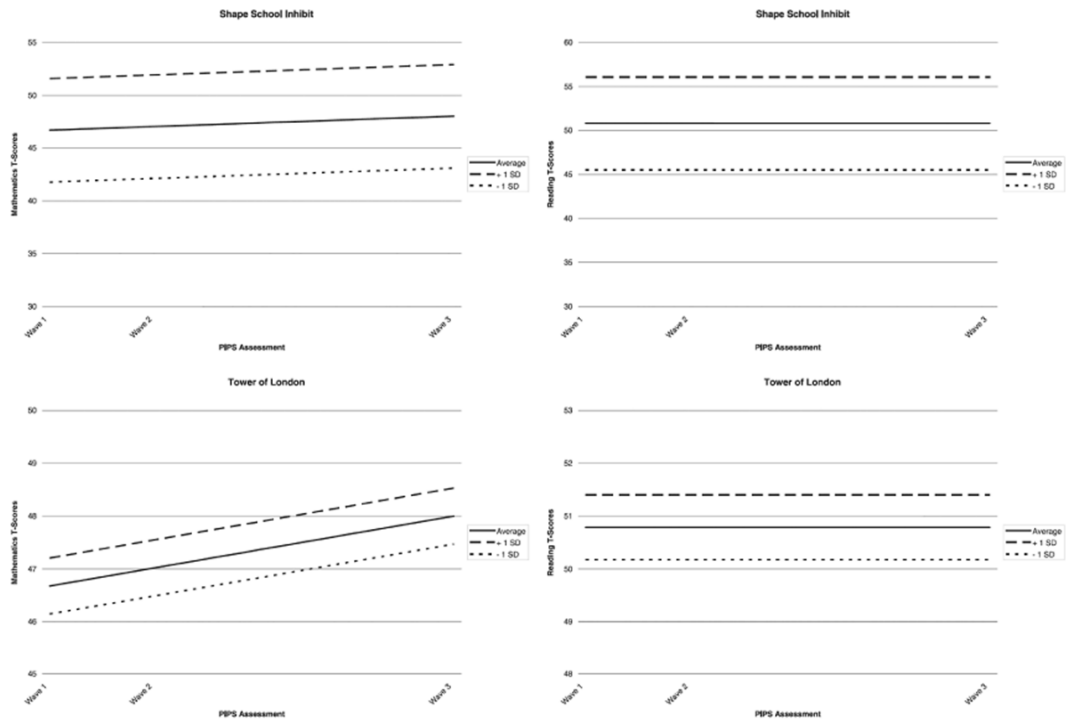 Shape School Inhibit
55
50
45
40
35
30
Mathematics T-Scores
Wave 1
Wave 2
Wave 3
PIPS Assessment
Average
+ 1 SD
- 1 SD
Shape School Inhibit
60
55
50
45
40
35
30
Reading T-Scores
Wave 1
Wave 2
Wave 3
PIPS Assessment
Average
+ 1 SD
- 1 SD
Tower of London
50
49
48
47
46
45
Mathematics T-Scores
Wave 1
Wave 2
Wave 3
PIPS Assessment
Average
+ 1 SD
- 1 SD
Tower of London
53
52
51
50
49
48
Reading T-Scores
Wave 1
Wave 2
Wave 3
PIPS Assessment
Average
+ 1 SD
- 1 SD